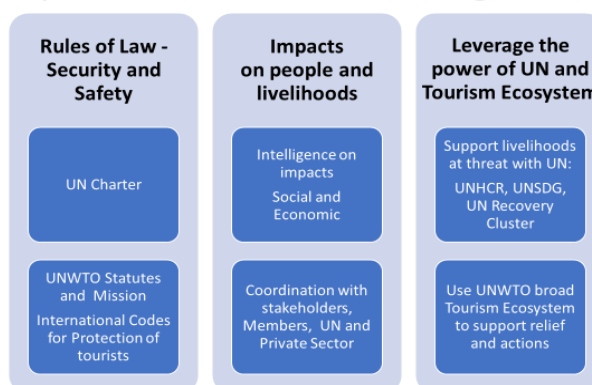 Rules of Law -
Security and
Safety
UN Charter
UNWTO Statutes
and Mission
International Codes
for Protection of
tourists
Impacts
on people and
livelihoods
Intelligence on
impacts
Social and
Economic
Coordination with
stakeholders,
Members, UN and
Private Sector
Leverage the
power of UN and
Tourism Ecosystem
Support livelihoods
at threat with UN:
UNHCR, UNSDG,
UN Recovery
Cluster
Use UNWTO broad
Tourism Ecosystem
to support relief
and actions